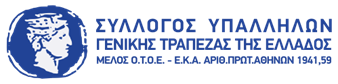 ΣΥΛΛΟΓΟΣ ΥΠΑΛΛΗΛΩΝ
ΓΕΝΙΚΗΣ ΤΡΑΠΕΖΑΣ ΤΗΣ ΕΛΛΑΔΟΣ
ΜΕΛΟΣ Ο.Τ.Ο.Ε. - Ε.Κ.Α. ΑΡΙΘ.ΠΡΩΤ.ΑΘΗΝΩΝ 1941,59